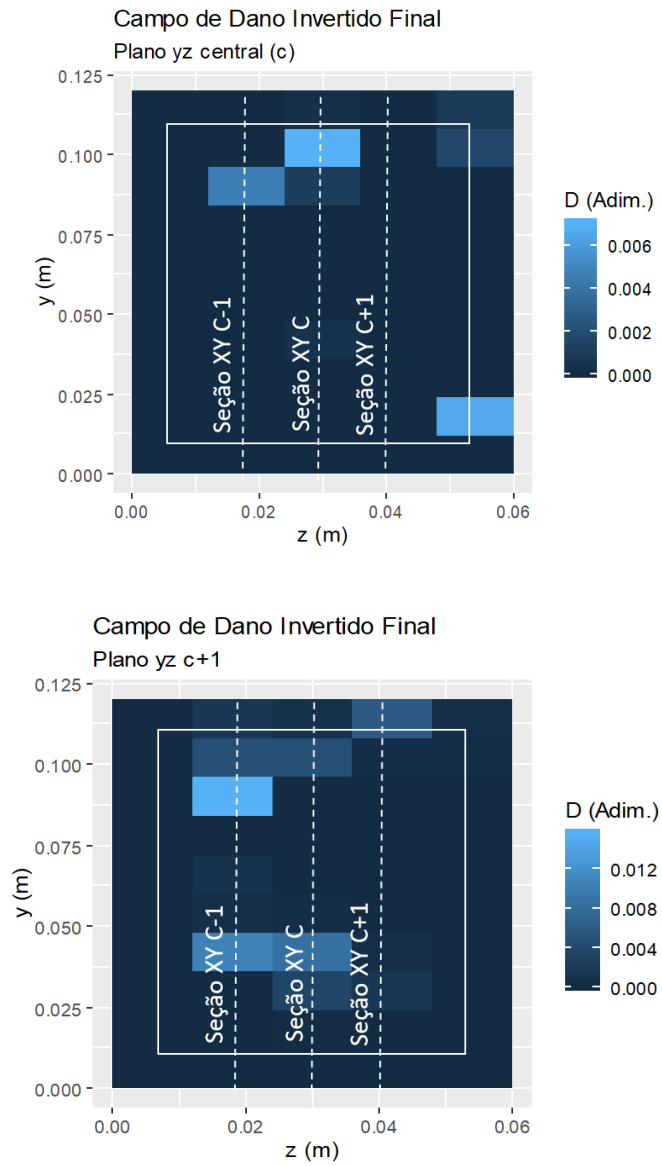 Campo de Dano Invertido Final
Plano yz central (c)
0.125
0.100
0.075
0.050
0.025
0.000
y (m)
Seção XY C-1
Seção XY C
Seção XY C+1
0.00 0.02 0.04 0.06
z (m)
D (Adim.)
0.006
0.004
0.002
0.000
Campo de Dano Invertido Final
Plano yz c+1
0.125
0.100
0.075
0.050
0.025
0.000
y (m)
Seção XY C-1
Seção XY C
Seção XY C+1
0.00 0.02 0.04 0.06
z (m)
D (Adim.)
0.012
0.008
0.004
0.000